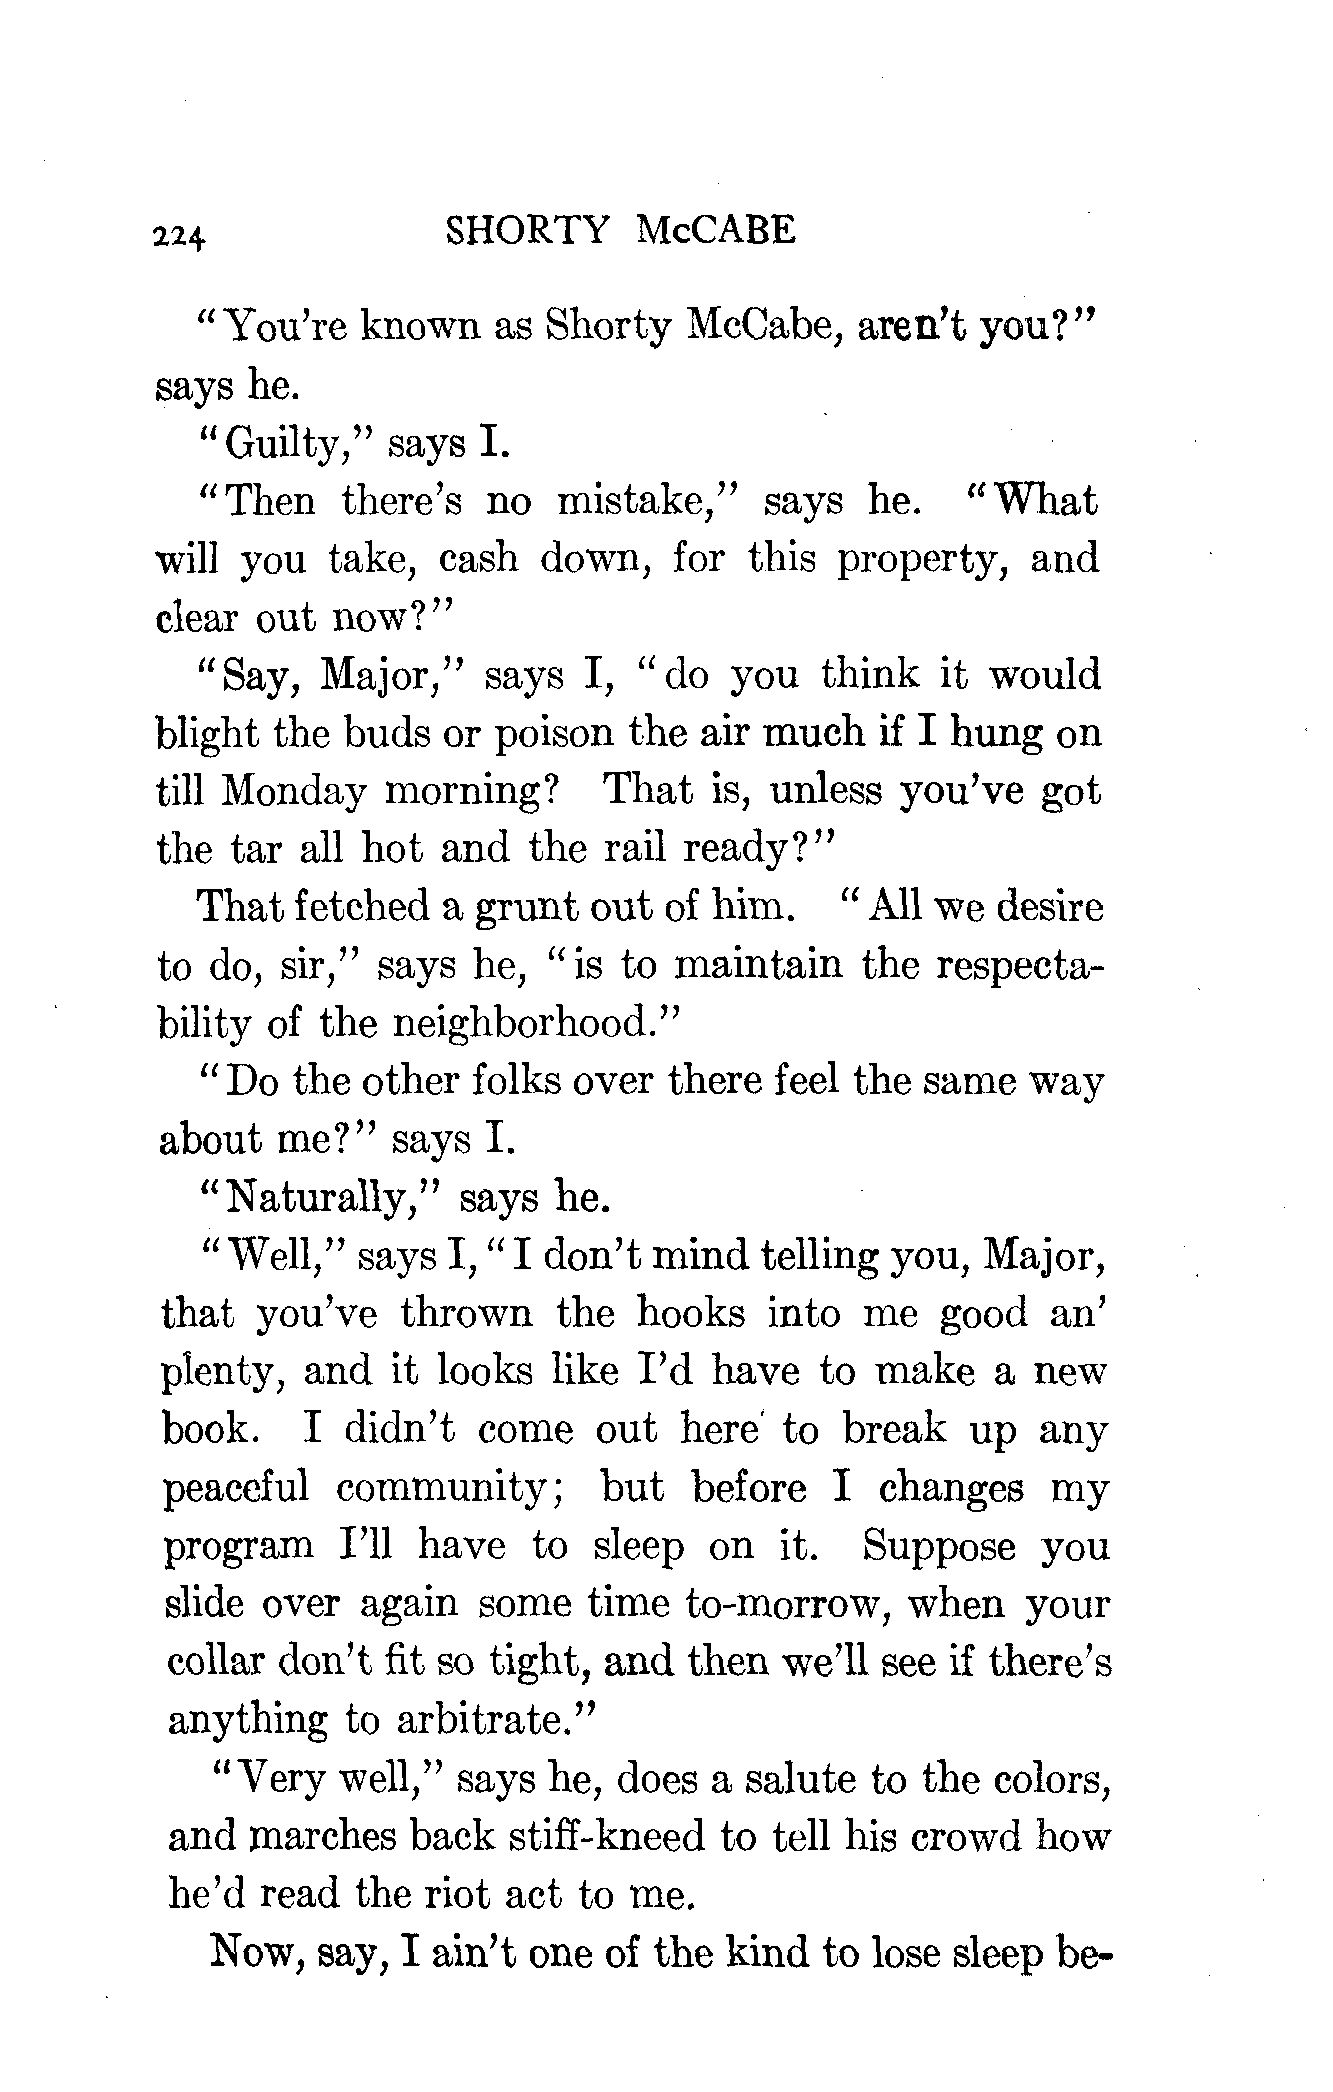 224 SHORTY McCABE
"You're known as Shorty McCabe, aren't you?"
says he.
"Guilty," says I.
"Then there's no mistake," says he. "What
will you take, cash down, for this property, and
clear out now?"
"Say, Major," says I, "do you think it would
blight the buds or poison the air much if I hung on
till Monday morning? That is, unless you've got
the tar all hot and the rail ready?"
That fetched a grunt out of him. "All we desire
to do, sir," says he, "is to maintain the respecta-
bility of the neighborhood."
"Do the other folks over there feel the same way
about me?" says I.
"Naturally," says he.
"Well," says I, "I don't mind telling you, Major,
that you've thrown the hooks into me good an'
plenty, and it looks like I'd have to make a new
book. I didn't come out here to break up any
peaceful community; but before I changes my
program I'll have to sleep on it. Suppose you
slide over again some time to-morrow, when your
collar don't fit so tight, and then we'll see if there's
anything to arbitrate."
"Very well," says he, does a salute to the colors,
and marches back stiff-kneed to tell his crowd how
he'd read the riot act to me.
Now, say, I ain't one of the kind to lose sleep be-